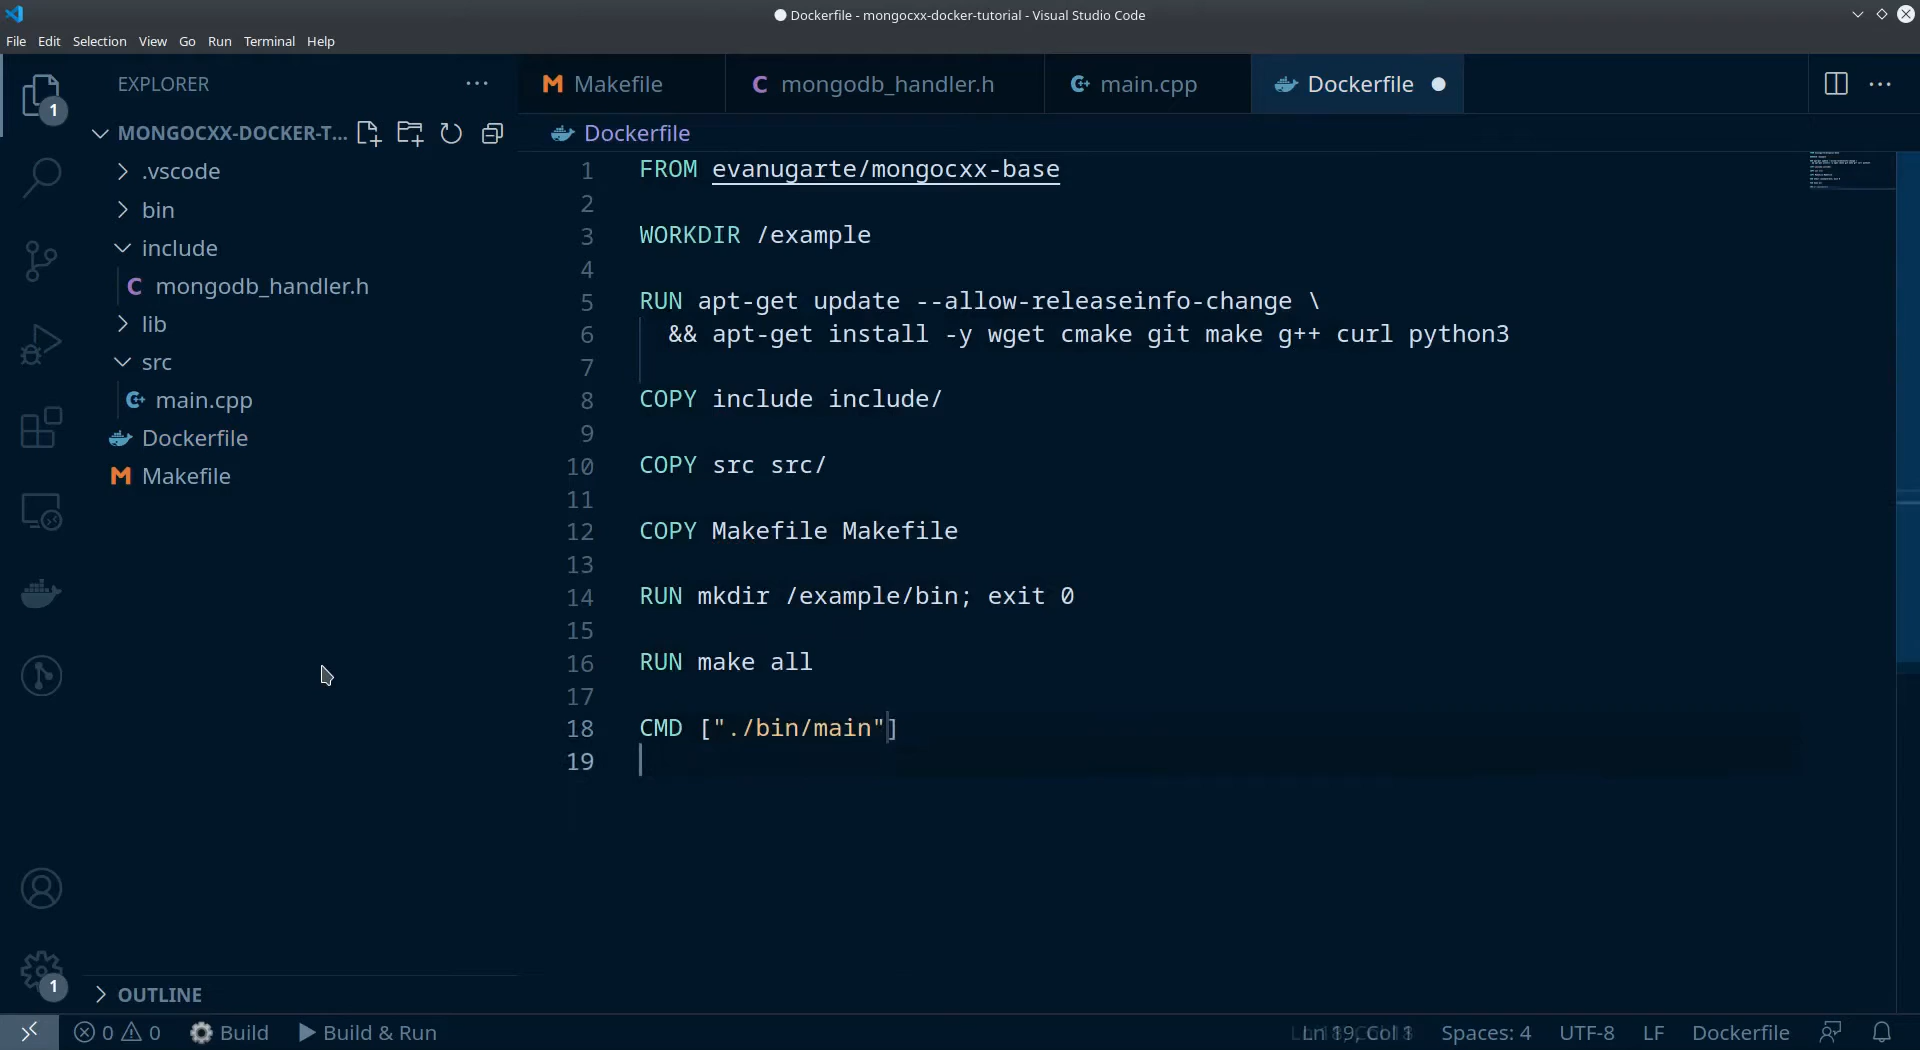 Dockerfile - mongocxx-docker-tutorial - Visual Studio Code
File Edit Selection View Go Run Terminal Help
EXPLORER
Makefile
mongodb_handler.h
main.cpp
Dockerfile
1
MONGOCXX-DOCKER-T...
.vscode
bin
include
mongodb_handler.h
lib
src
main.cpp
Dockerfile
Makefile
Dockerfile
1 FROM evanugarte/mongocxx-base
2
3 WORKDIR /example
4
5 RUN apt-get update --allow-releaseinfo-change \
6 && apt-get install -y wget cmake git make g++ curl python3
7
8 COPY include include/
9
10 COPY src src/
11
12 COPY Makefile Makefile
13
14 RUN mkdir /example/bin; exit 0
15
16 RUN make all
17
18 CMD ["./bin/main"]
19
1
OUTLINE
0 0 Build Build & Run
Spaces: 4 UTF-8 LF Dockerfile